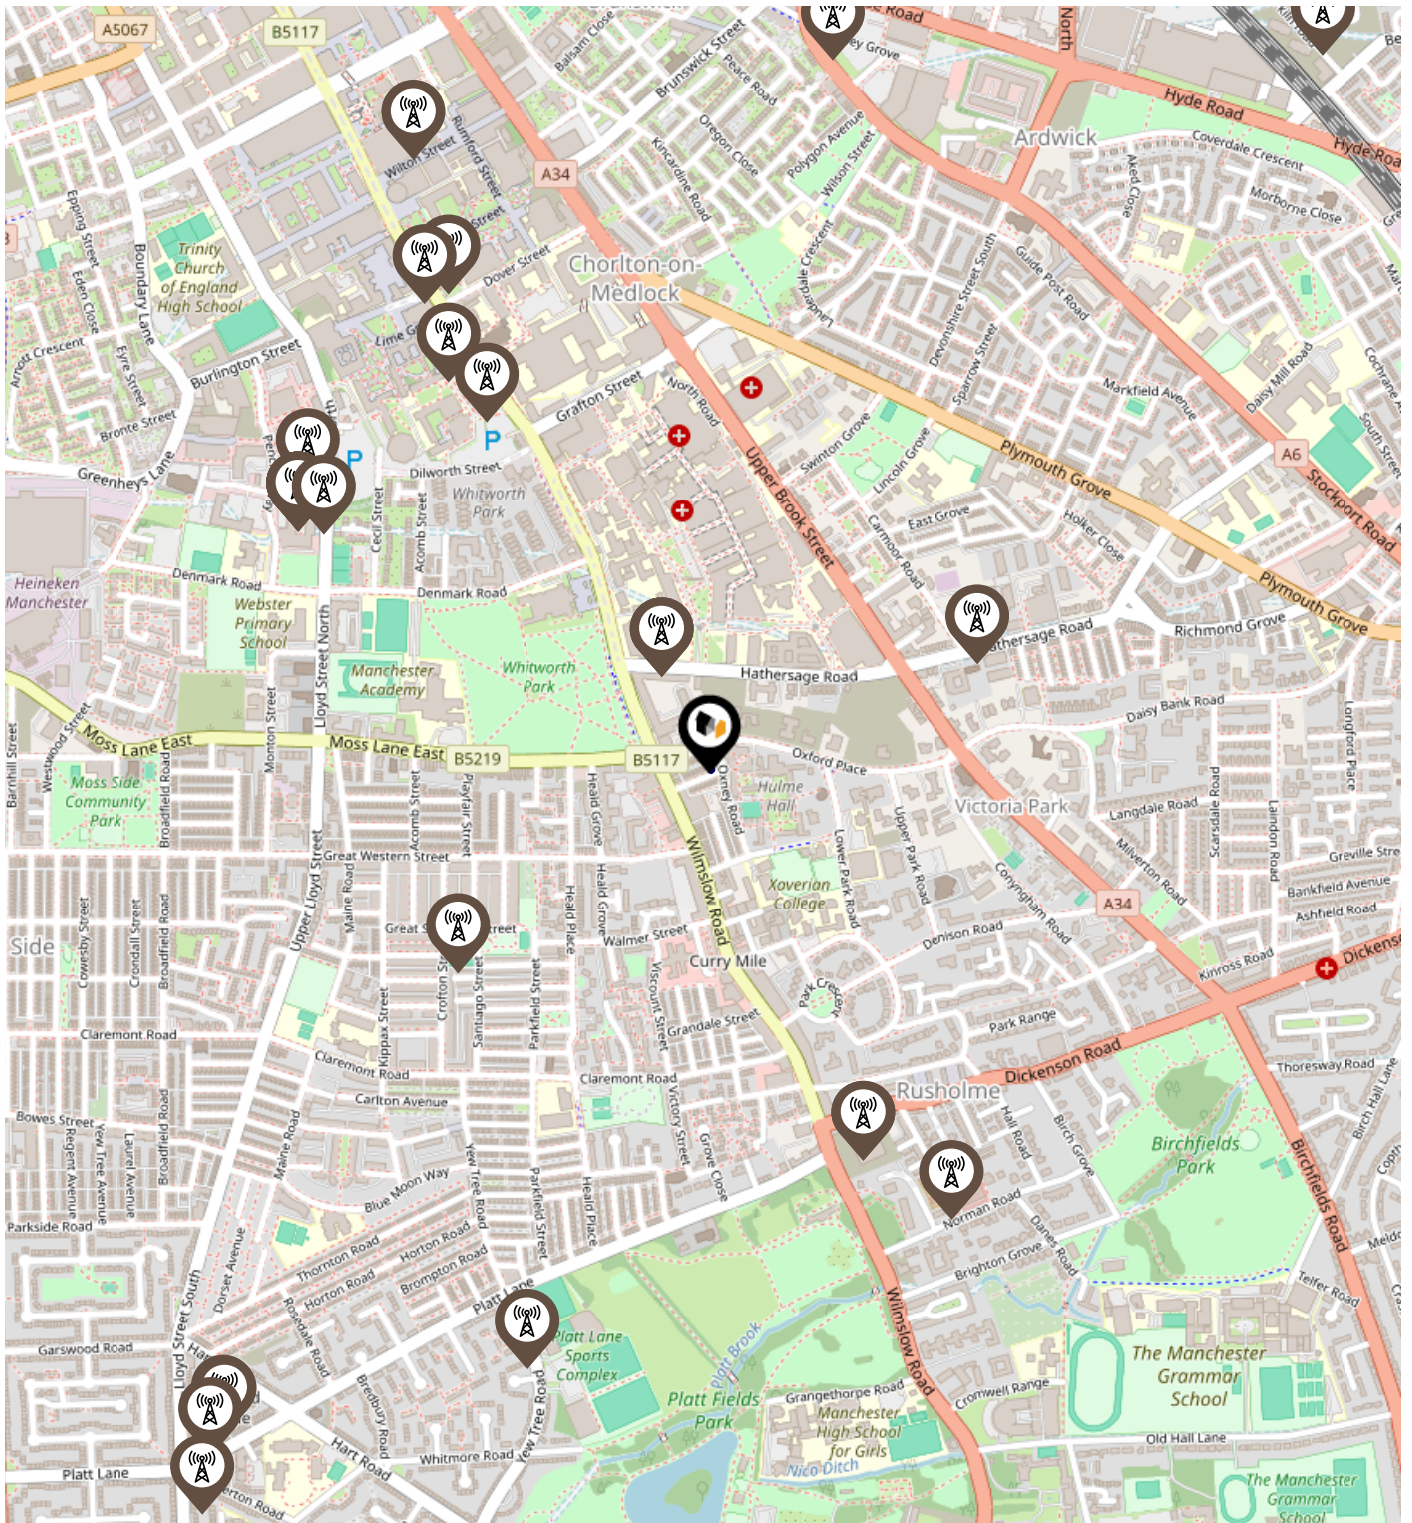 A5067
B5117
Balsam Close
Brunswick Street
Peace Road
Oregon Close
Kincardine Road
Polygon Avenue
Wilson Street
North
Hyde Road
Ardwick
Coverdale Crescent
Aked Close
Morborne Close
Wilton Street
Rumford Street
A34
Epping Street
Eden Close
Boundary Lane
Trinity
Church
of England
High School
Street
Dover Street
Chorlton-on-
Medlock
Lauderdale Crescent
Devonshire Street South
Guide Post Road
Arnott Crescent
Eyre Street
Burlington Street
Grafton Street
North Road
Sparrow Street
Markfield Avenue
Daisy Mill Road
Bronte Street
Greenheys Lane
Dilworth Street
Whitworth
Park
Cecil Street
Acomb Street
P
P
Upper Brook Street
Swinton Grove
Lincoln Grove
Plymouth Grove
A6
Stockport Road
South Street
East Grove
Carmoor Road
Holker Close
Plymouth Grove
Richmond Grove
Heineken
Manchester
Denmark Road
Denmark Road
Webster
Primary
School
Lloyd Street North
Manchester
Academy
Whitworth
Park
Hathersage Road
Daisy Bank Road
Longford Place
Barnhill Street
Westwood Street
Moss Lane East
Monton Street
Moss Lane East
B5219
B5117
Oxford Place
Oxney Road
Hulme
Hall
Victoria Park
Moss Side
Community
Park
Broadfield Road
Acomb Street
Playfair Street
Heald Grove
Langdale Road
Scarsdale Road
Laindon Road
Milverton Road
Great Western Street
Upper Lloyd Street
Maine Road
Wilmslow Road
Xaverian
College
Lower Park Road
Upper Park Road
Conyngham Road
A34
Bankfield Avenue
Ashfield Road
Side
Cowesby Street
Crondall Street
Broadfield Road
Heald Place
Heald Grove
Walmer Street
Curry Mile
Denison Road
Kinross Road
Claremont Road
Kippax Street
Santiago Street
Parkfield Street
Viscount Street
Grandale Street
Park Crescent
Park Range
Dickenson Road
Thoresway Road
Birch Hall Lane
Claremont Road
Carlton Avenue
Claremont Road
Victory Street
Rusholme
Hall Road
Birch Grove
Birchfields
Park
Birchfields Road
Bowes Street
Regent Avenue
Yew Tree Avenue
Laurel Avenue
Broadfield Road
Maine Road
Blue Moon Way
Yew Tree Road
Parkfield Street
Heald Place
Grove Close
Norman Road
Danes Road
Brighton Grove
Telfer Road
Parkside Road
Dorset Avenue
Thornton Road
Horton Road
Horton Road
Brompton Road
Platt Lane
Lloyd Street South
Rosedale Road
Garswood Road
Platt Lane
Sports
Complex
Platt Brook
Platt Fields
Park
Wilmslow Road
Grangethorpe Road
Manchester
High School
for Girls
Nico Ditch
Cromwell Range
The Manchester
Grammar
School
Old Hall Lane
Bredbury Road
Hart Road
Whitmore Road
Yew Tree Road
Platt Lane
The Manchester
Grammar
School